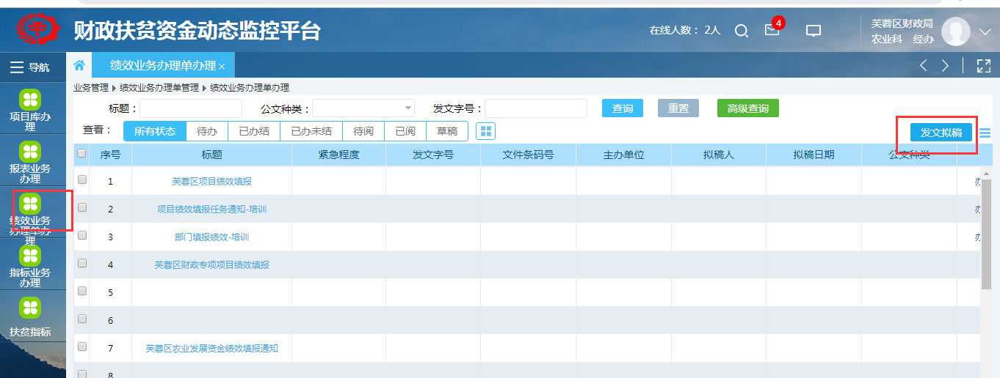 财政扶贫资金动态监控平台
在线人数： 2人
4
芙蓉区财政局
农业科 经办
导航
绩效业务办理单办理 ×
业务管理 绩效业务办理单管理 绩效业务办理单办理
标题： 公文种类： 发文字号： 查询 重置 高级查询
查看： 所有状态 待办 已办结 已办未结 待阅 已阅 草稿 发文拟稿
序号 标题 紧急程度 发文字号 文件条码号 主办单位 拟稿人 拟稿日期 公文种类
1 芙蓉区项目绩效填报
2 项目绩效填报任务通知-培训
3 部门填报绩效-培训
4 芙蓉区财政专项项目绩效填报
5
6
7 芙蓉区农业发展资金绩效填报通知
8
项目库办
理
报表业务
办理
绩效业务
办理单办
理
指标业务
办理
扶贫指标